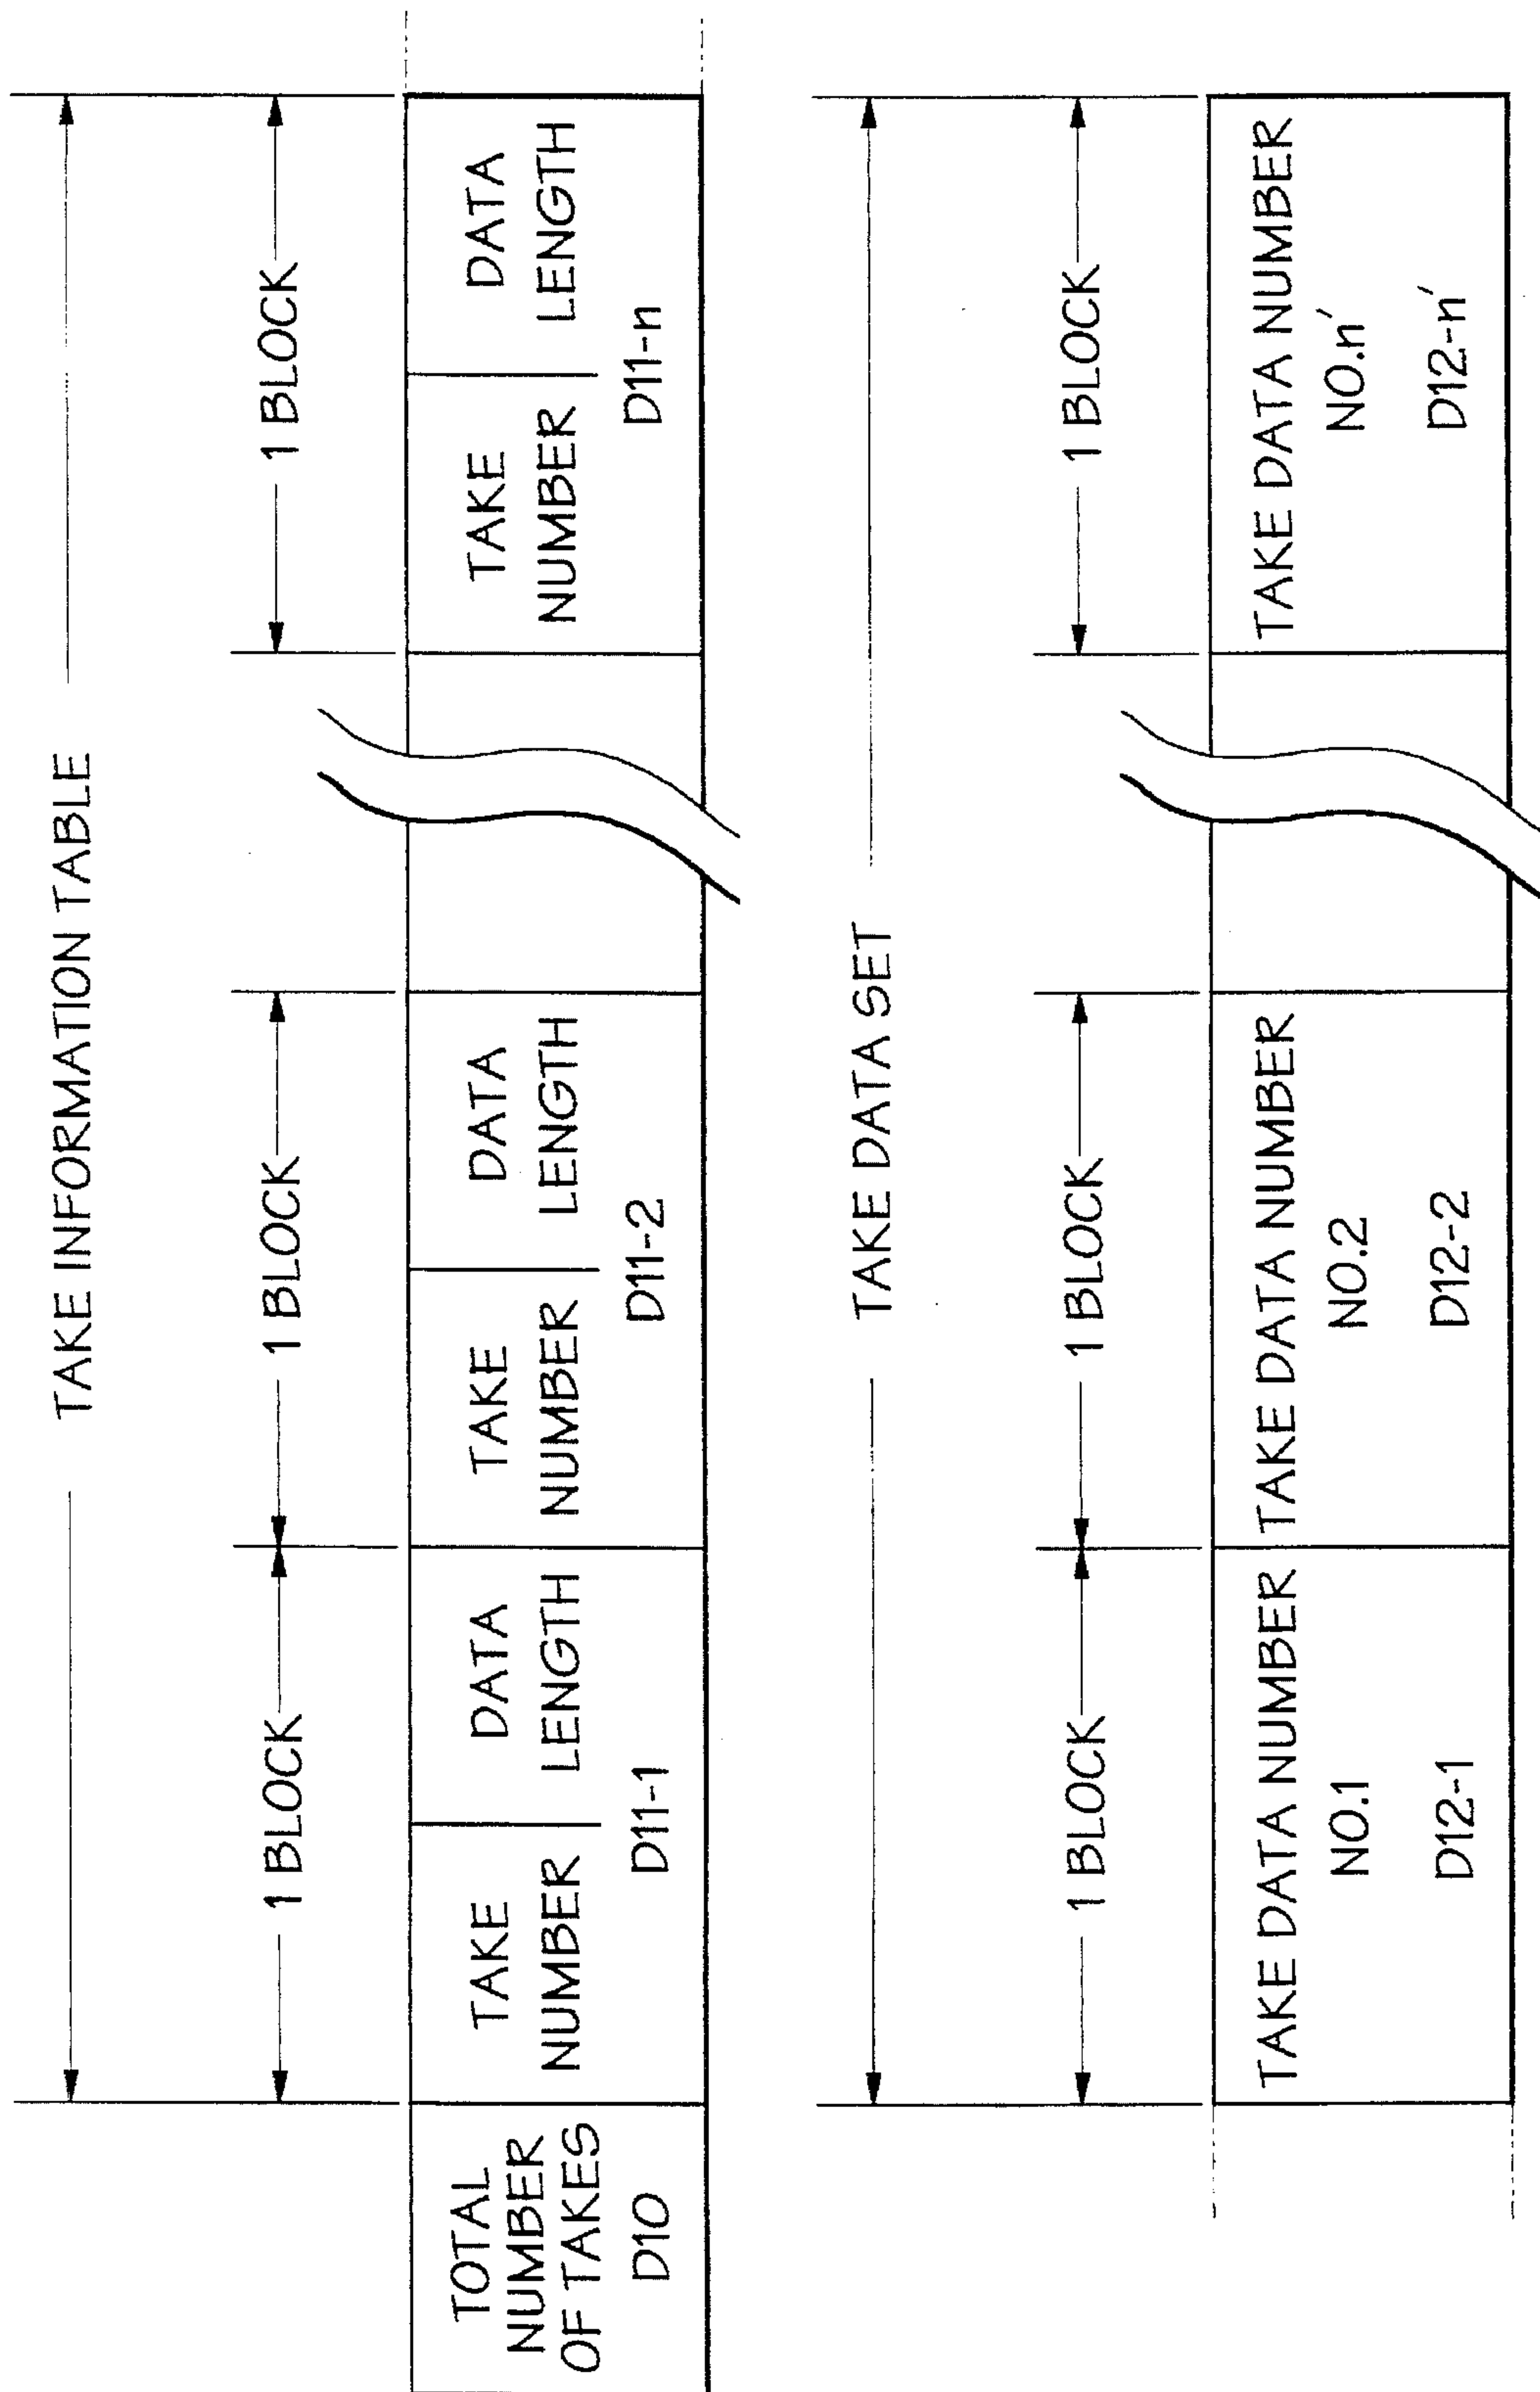 TAKE INFORMATION TABLE
1 BLOCK
1 BLOCK
1 BLOCK
TOTAL
NUMBER
OF TAKES
D10
TAKE
NUMBER
DATA
LENGTH
D11-1
TAKE
NUMBER
DATA
LENGTH
D11-2
TAKE
NUMBER
DATA
LENGTH
D11-n
TAKE DATA SET
1 BLOCK
1 BLOCK
1 BLOCK
TAKE DATA NUMBER
NO.1
D12-1
TAKE DATA NUMBER
NO.2
D12-2
TAKE DATA NUMBER
NO.n′
D12-n′